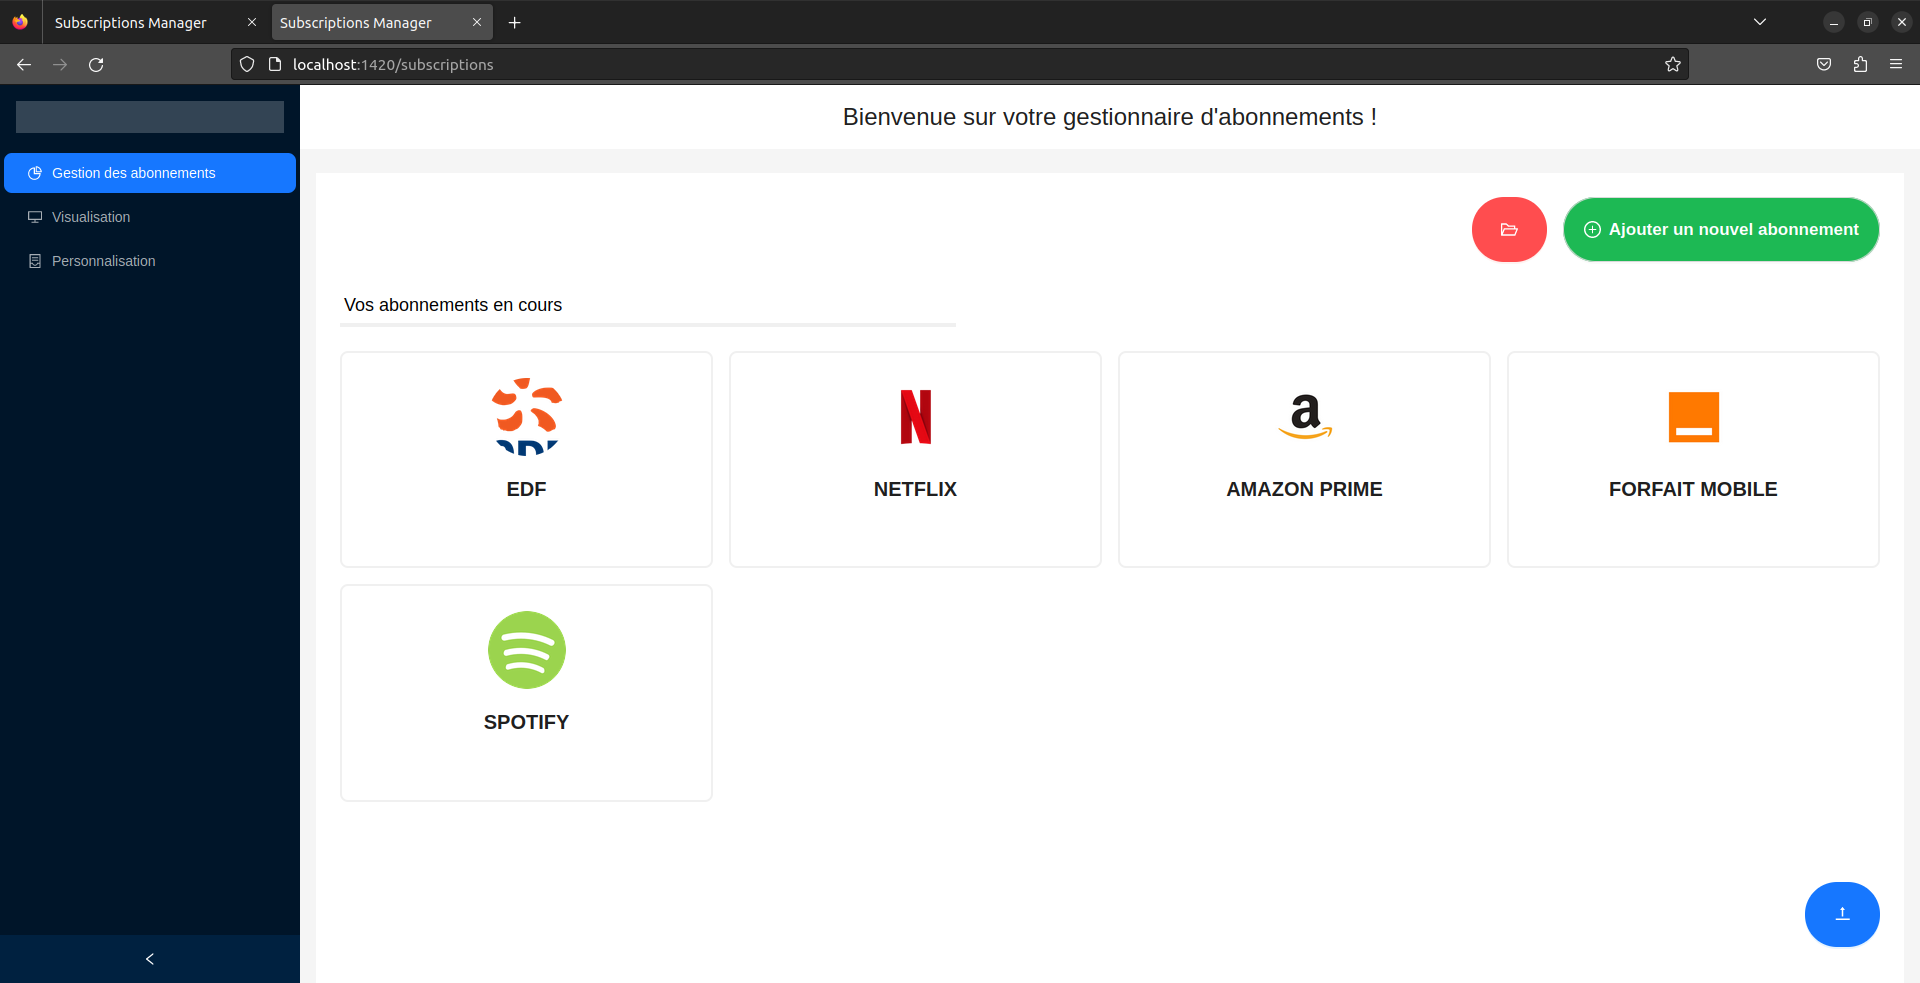 Subscriptions Manager
Subscriptions Manager
localhost:1420/subscriptions
Bienvenue sur votre gestionnaire d'abonnements !
Gestion des abonnements
Visualisation
Personnalisation
Ajouter un nouvel abonnement
Vos abonnements en cours
EDF
NETFLIX
a
AMAZON PRIME
FORFAIT MOBILE
SPOTIFY